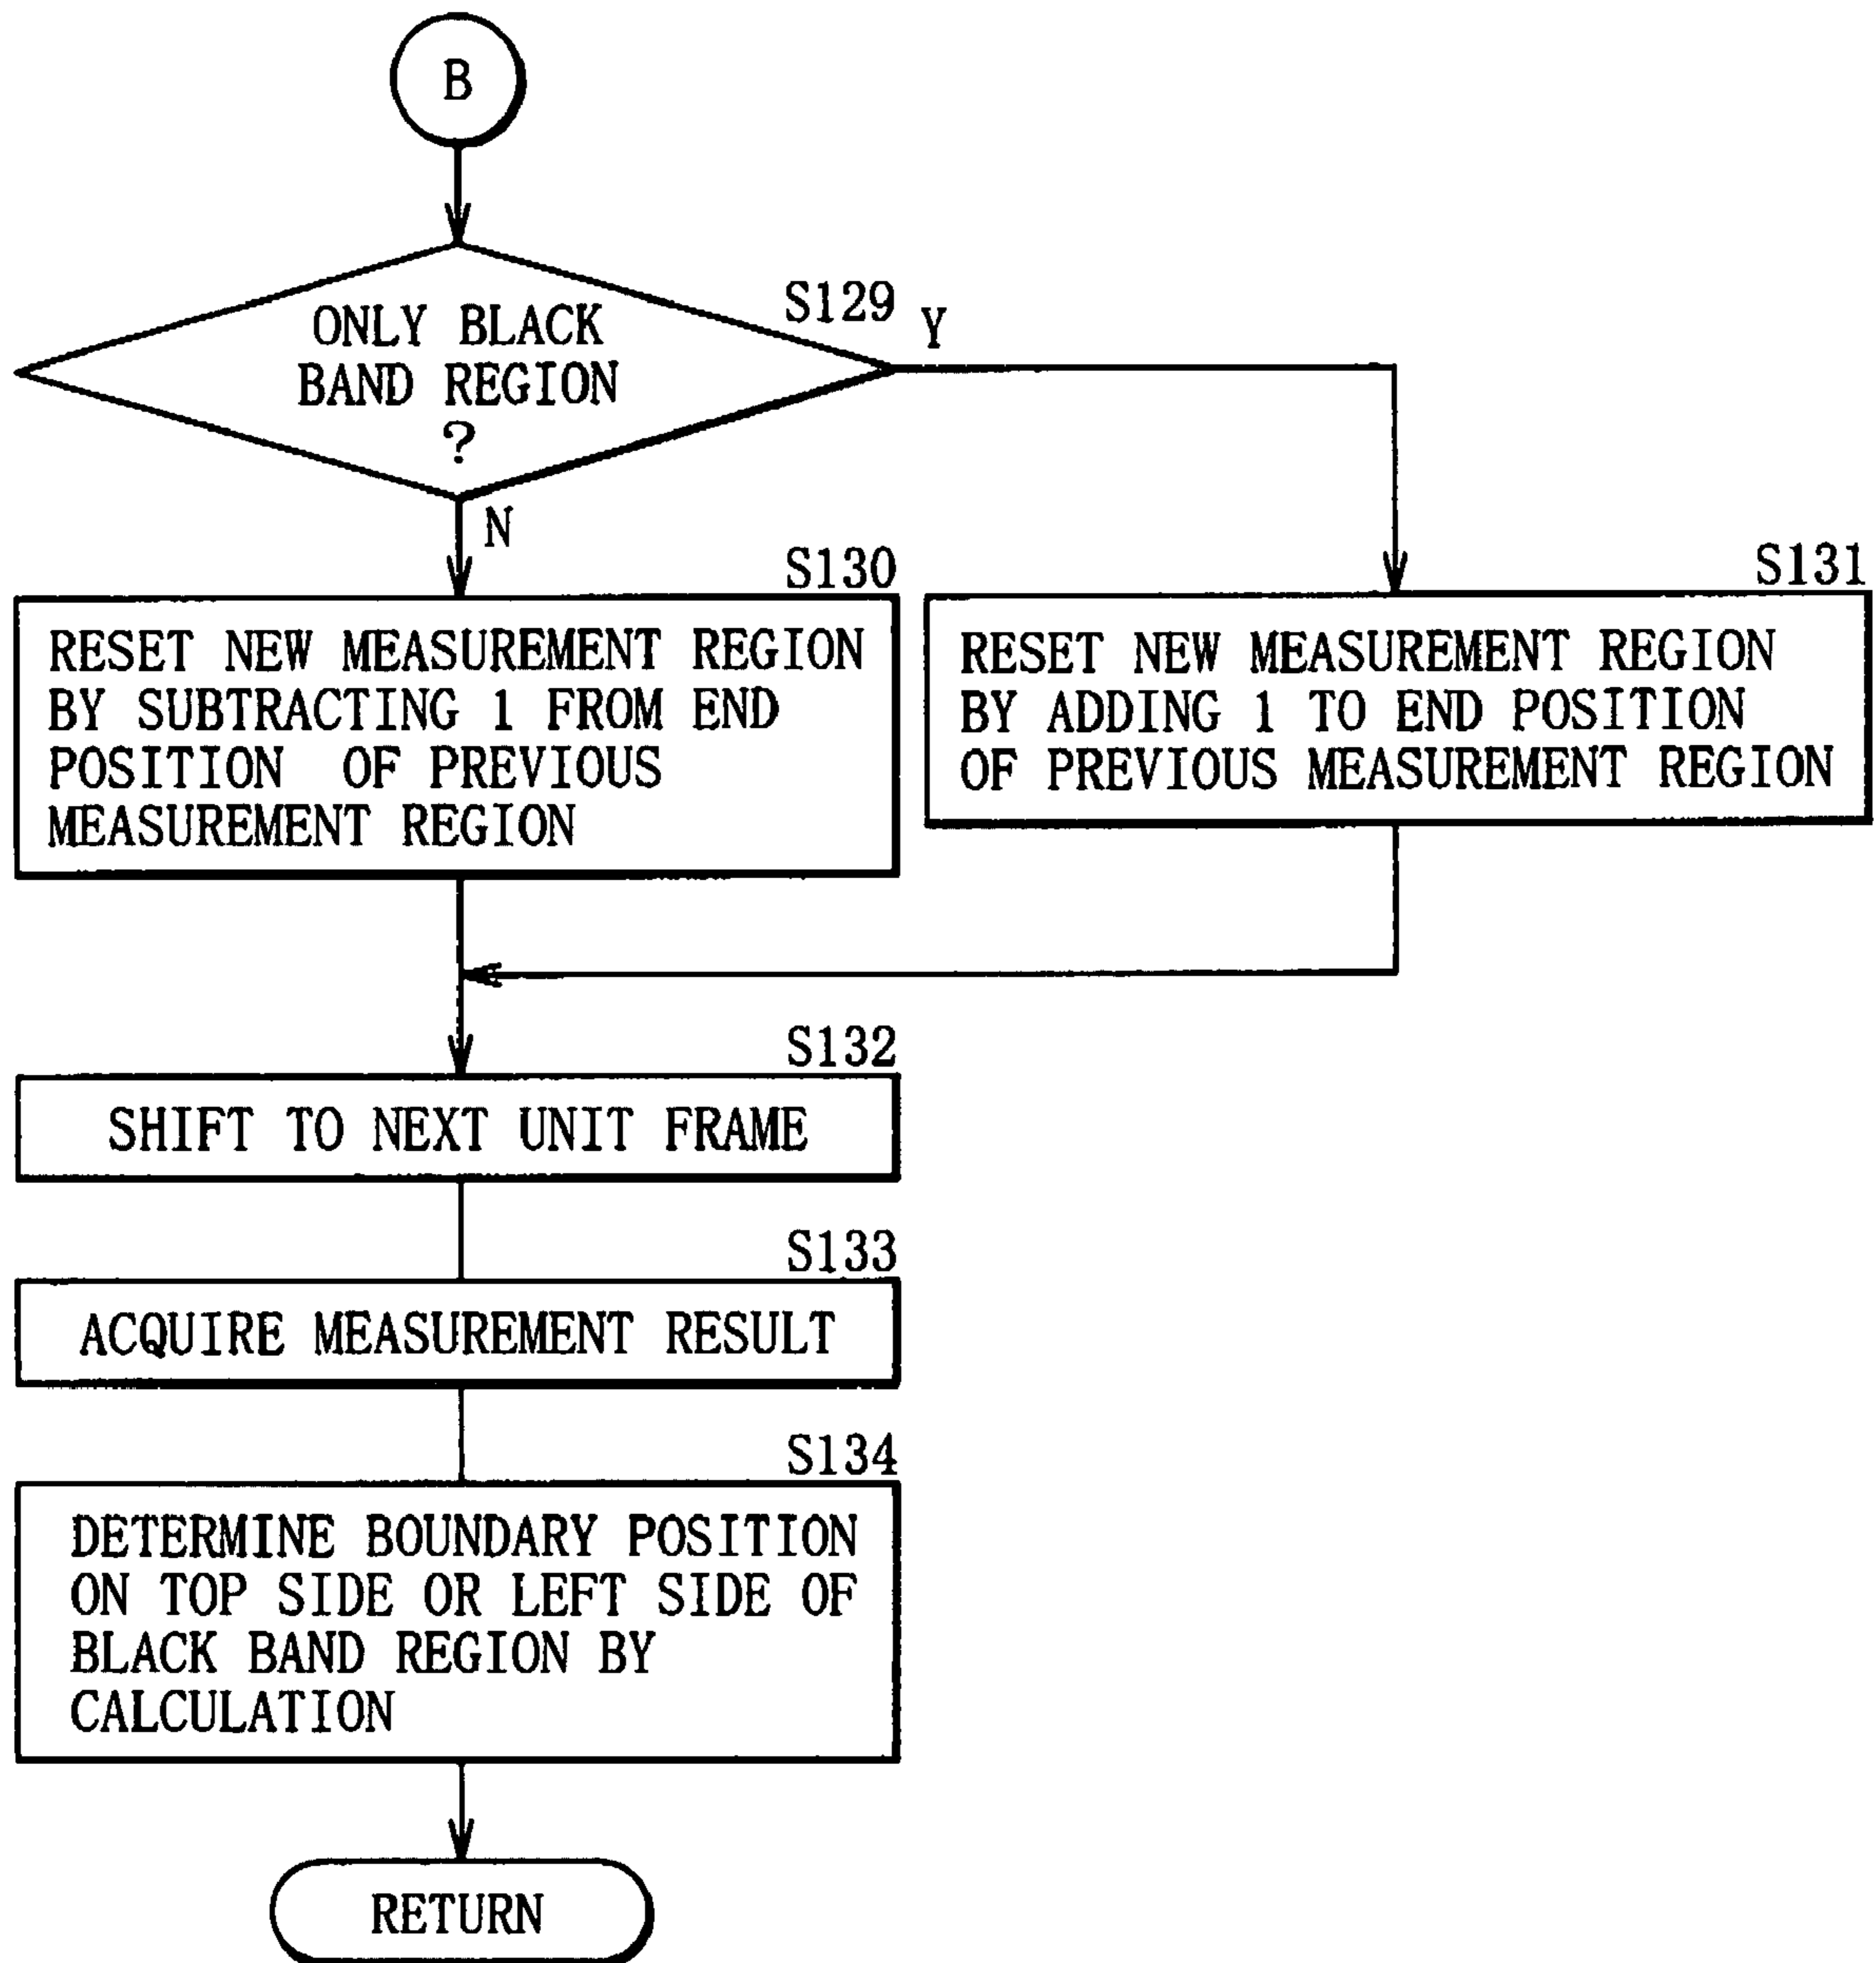 B
S129
Y
ONLY BLACK
BAND REGION
?
N
S130
RESET NEW MEASUREMENT REGION
BY SUBTRACTING 1 FROM END
POSITION OF PREVIOUS
MEASUREMENT REGION
S131
RESET NEW MEASUREMENT REGION
BY ADDING 1 TO END POSITION
OF PREVIOUS MEASUREMENT REGION
S132
SHIFT TO NEXT UNIT FRAME
S133
ACQUIRE MEASUREMENT RESULT
S134
DETERMINE BOUNDARY POSITION
ON TOP SIDE OR LEFT SIDE OF
BLACK BAND REGION BY
CALCULATION
RETURN